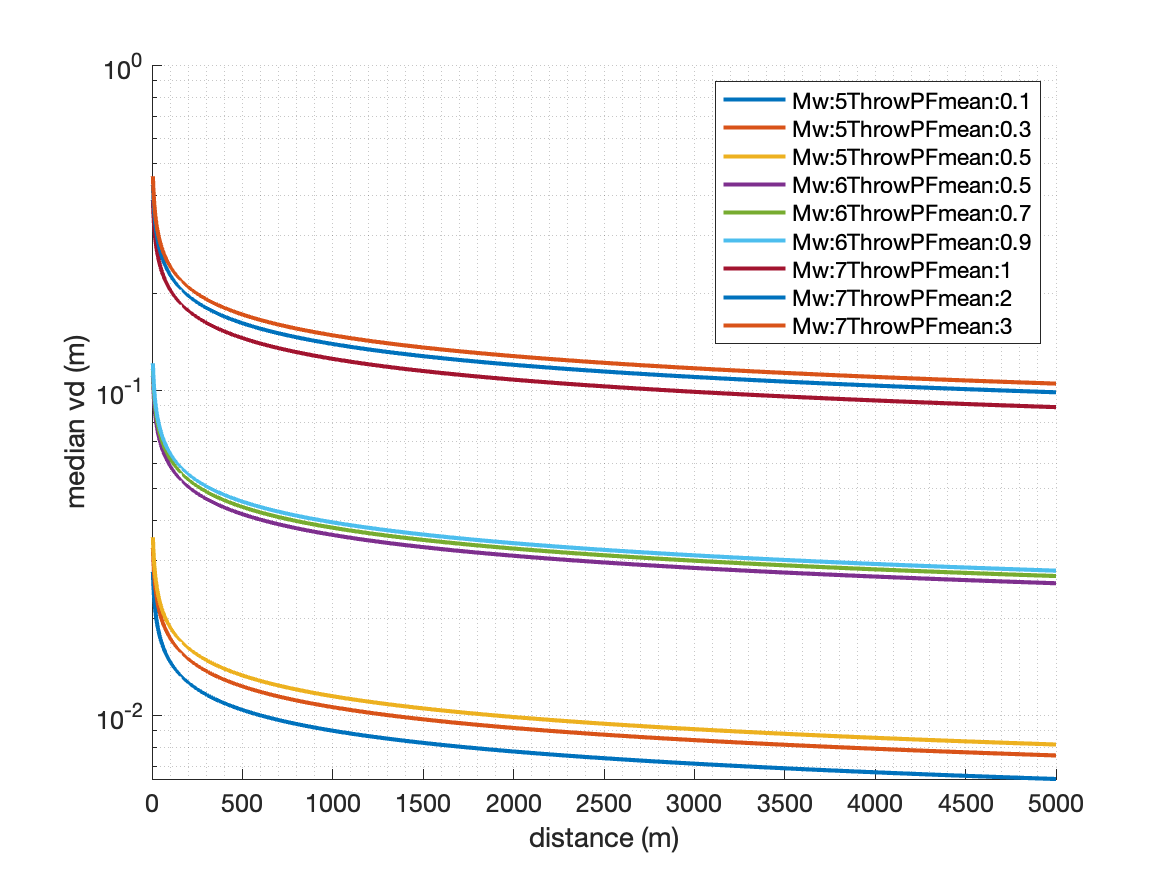 10^0
10^-1
10^-2
median vd (m)
Mw:5ThrowPFmean:0.1
Mw:5ThrowPFmean:0.3
Mw:5ThrowPFmean:0.5
Mw:6ThrowPFmean:0.5
Mw:6ThrowPFmean:0.7
Mw:6ThrowPFmean:0.9
Mw:7ThrowPFmean:1
Mw:7ThrowPFmean:2
Mw:7ThrowPFmean:3
0 500 1000 1500 2000 2500 3000 3500 4000 4500 5000
distance (m)